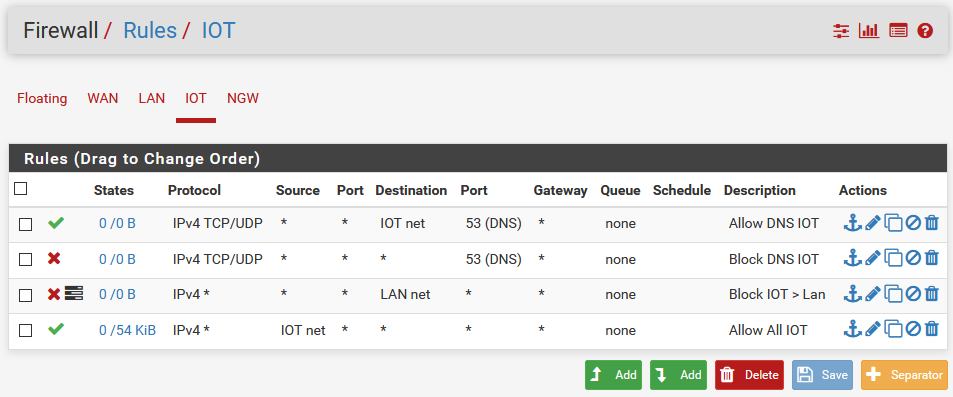 Firewall / Rules / IOT
Floating WAN LAN IOT NGW
Rules (Drag to Change Order)
States Protocol Source Port Destination Port Gateway Queue Schedule Description Actions
0 /0 B IPv4 TCP/UDP * * IOT net 53 (DNS) * none Allow DNS IOT
0 /0 B IPv4 TCP/UDP * * * 53 (DNS) * none Block DNS IOT
0 /0 B IPv4 * * * LAN net * * none Block IOT > Lan
0 /54 KiB IPv4 * IOT net * * * * none Allow All IOT
Add Add Delete Save Separator